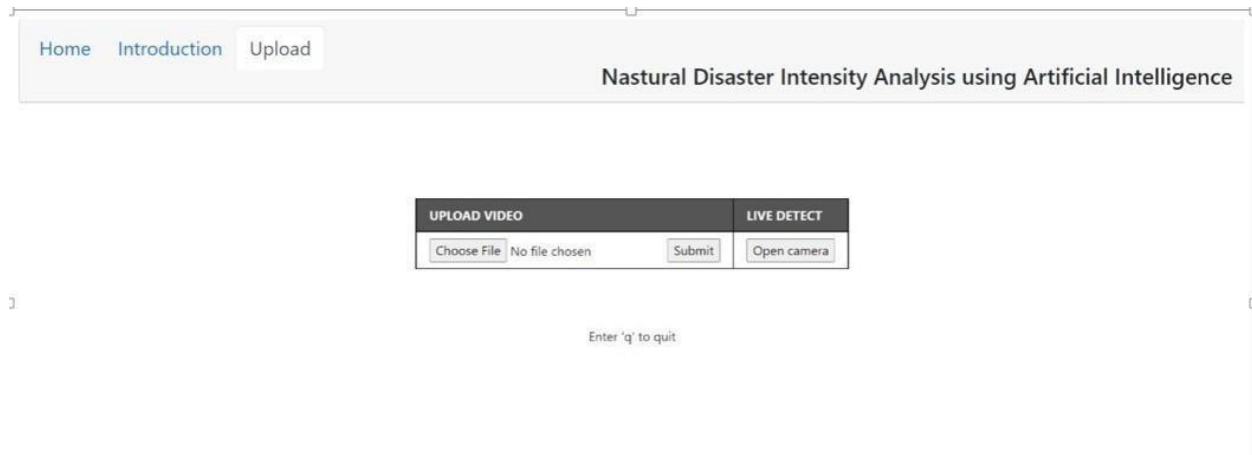 Home Introduction Upload
Nastural Disaster Intensity Analysis using Artificial Intelligence
UPLOAD VIDEO LIVE DETECT
Choose File No file chosen Submit Open camera
Enter 'q' to quit